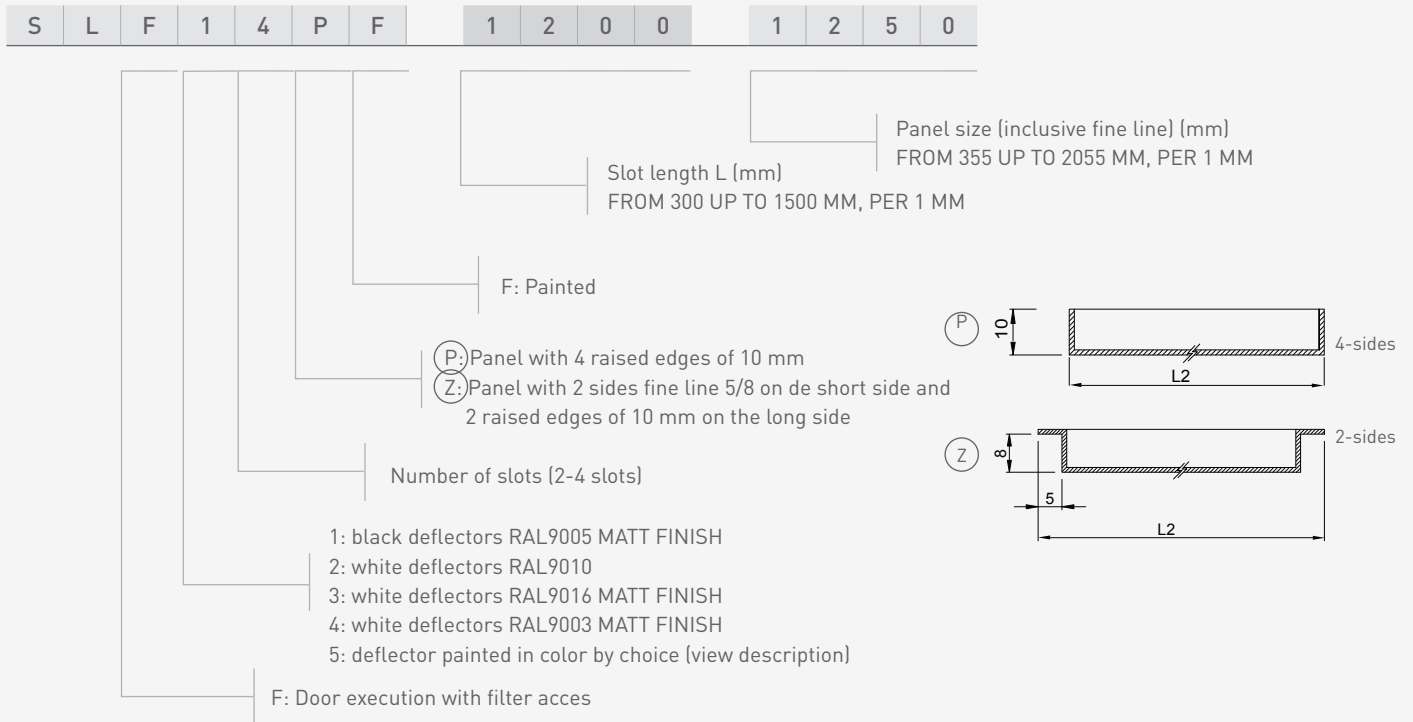 S L F 1 4 P F 1 2 0 0 1 2 5 0
Panel size (inclusive fine line) (mm)
FROM 355 UP TO 2055 MM, PER 1 MM
Slot length L (mm)
FROM 300 UP TO 1500 MM, PER 1 MM
F: Painted
P: Panel with 4 raised edges of 10 mm
Z: Panel with 2 sides fine line 5/8 on de short side and
2 raised edges of 10 mm on the long side
P
10
L2
4-sides
Z
8
5
L2
2-sides
Number of slots (2-4 slots)
1: black deflectors RAL9005 MATT FINISH
2: white deflectors RAL9010
3: white deflectors RAL9016 MATT FINISH
4: white deflectors RAL9003 MATT FINISH
5: deflector painted in color by choice (view description)
F: Door execution with filter acces